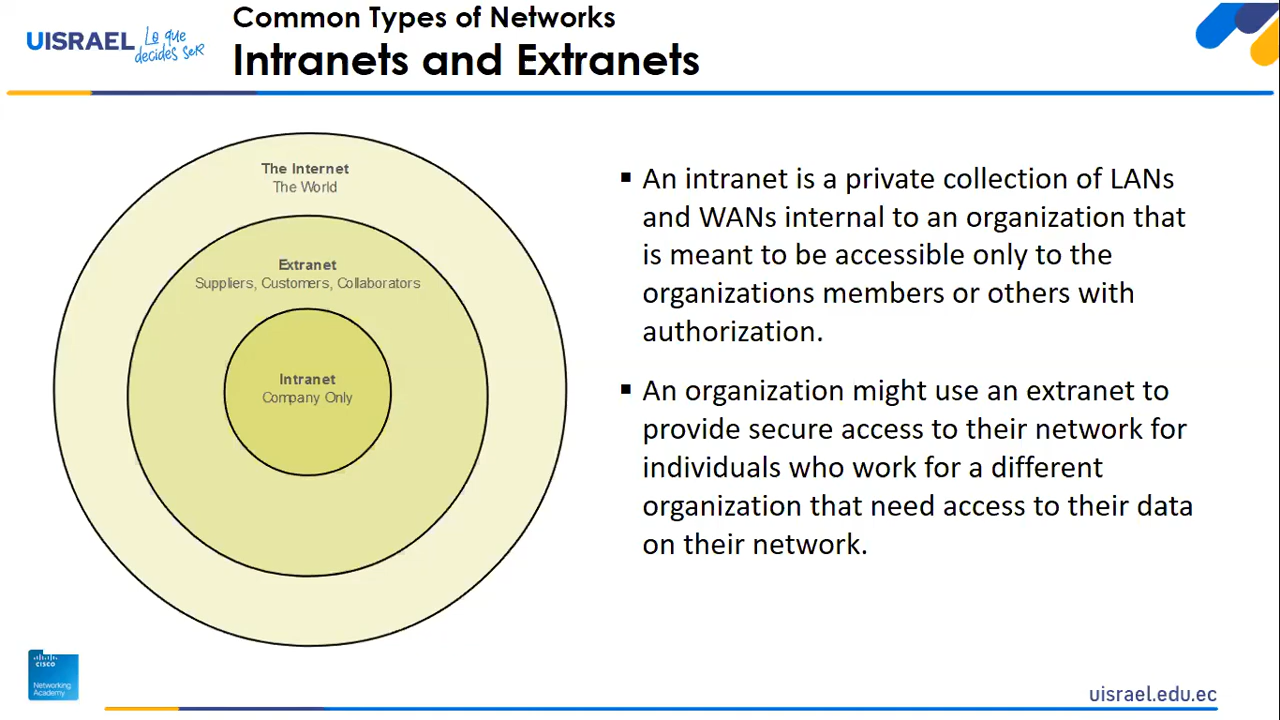 Common Types of Networks
UISRAEL Lo que decides seR
Intranets and Extranets
The Internet
The World
Extranet
Suppliers, Customers, Collaborators
Intranet
Company Only
▪ An intranet is a private collection of LANs
and WANs internal to an organization that
is meant to be accessible only to the
organizations members or others with
authorization.
▪ An organization might use an extranet to
provide secure access to their network for
individuals who work for a different
organization that need access to their data
on their network.
CISCO
Networking
Academy
uisrael.edu.ec